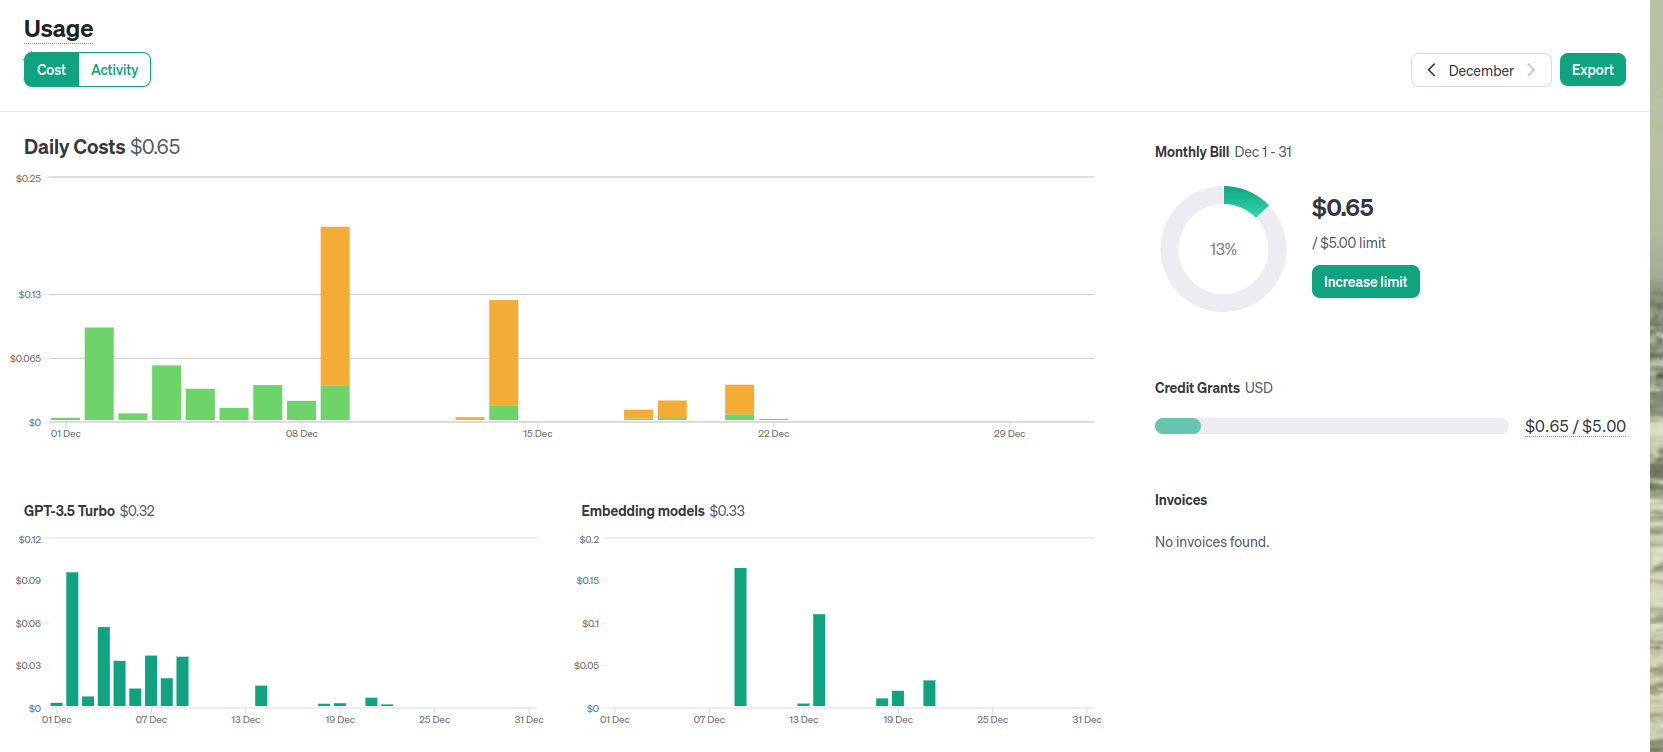 Usage
Cost Activity
December Export
Daily Costs $0.65
$0.25
$0.13
$0.065
$0
01 Dec 08 Dec 15 Dec 22 Dec 29 Dec
GPT-3.5 Turbo $0.32
$0.12
$0.09
$0.06
$0.03
$0
01 Dec 07 Dec 13 Dec 19 Dec 25 Dec 31 Dec
Embedding models $0.33
$0.2
$0.15
$0.1
$0.05
$0
01 Dec 07 Dec 13 Dec 19 Dec 25 Dec 31 Dec
Monthly Bill Dec 1 - 31
13%
$0.65
/ $5.00 limit
Increase limit
Credit Grants USD
$0.65 / $5.00
Invoices
No invoices found.